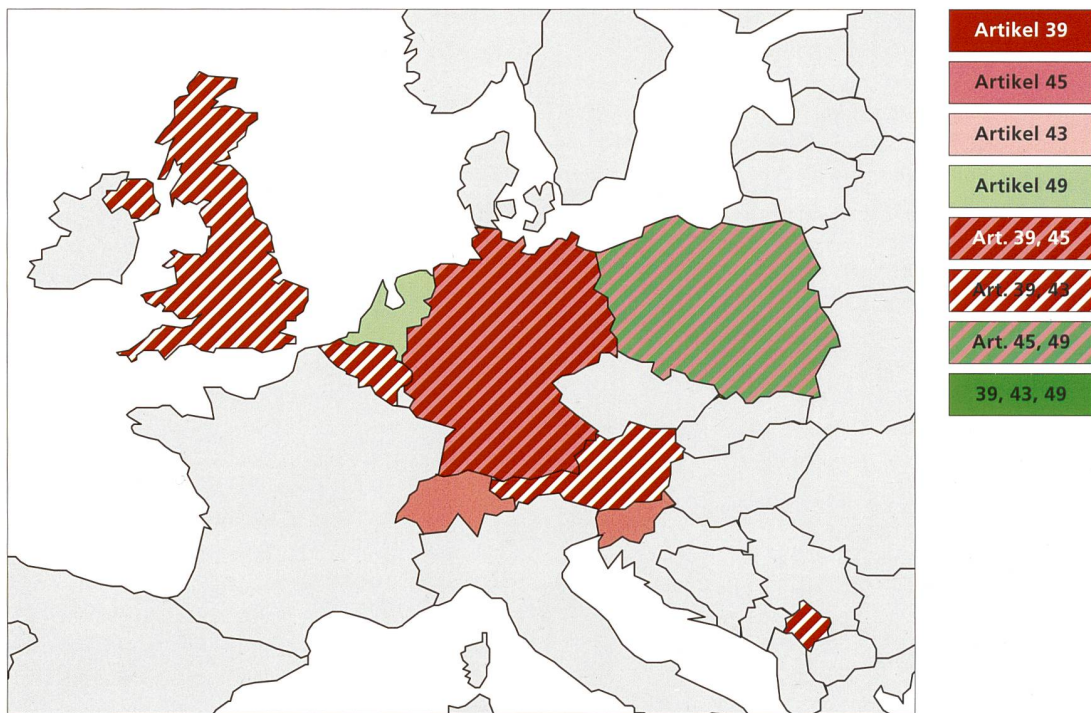 Artikel 39
Artikel 45
Artikel 43
Artikel 49
Art. 39, 45
Art. 39, 43
Art. 45, 49
39, 43, 49